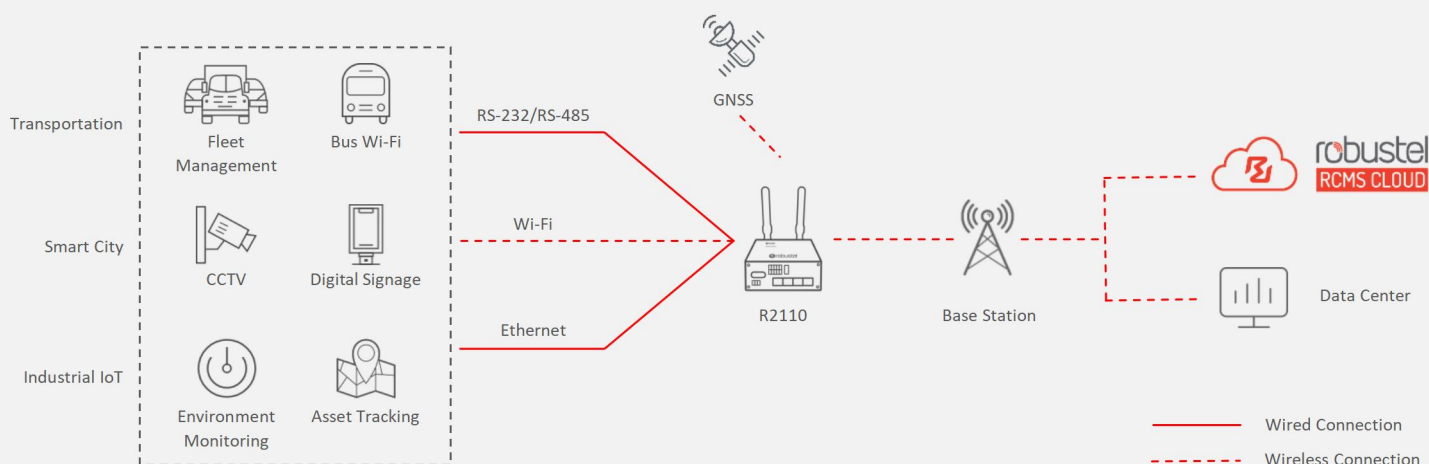 GNSS
Transportation
Fleet
Management
Bus Wi-Fi
RS-232/RS-485
robustel
RCMS CLOUD
Smart City
CCTV
Digital Signage
Wi-Fi
robustel
R2110
Base Station
Data Center
Ethernet
Industrial IoT
Environment
Monitoring
Asset Tracking
Wired Connection
Wireless Connection